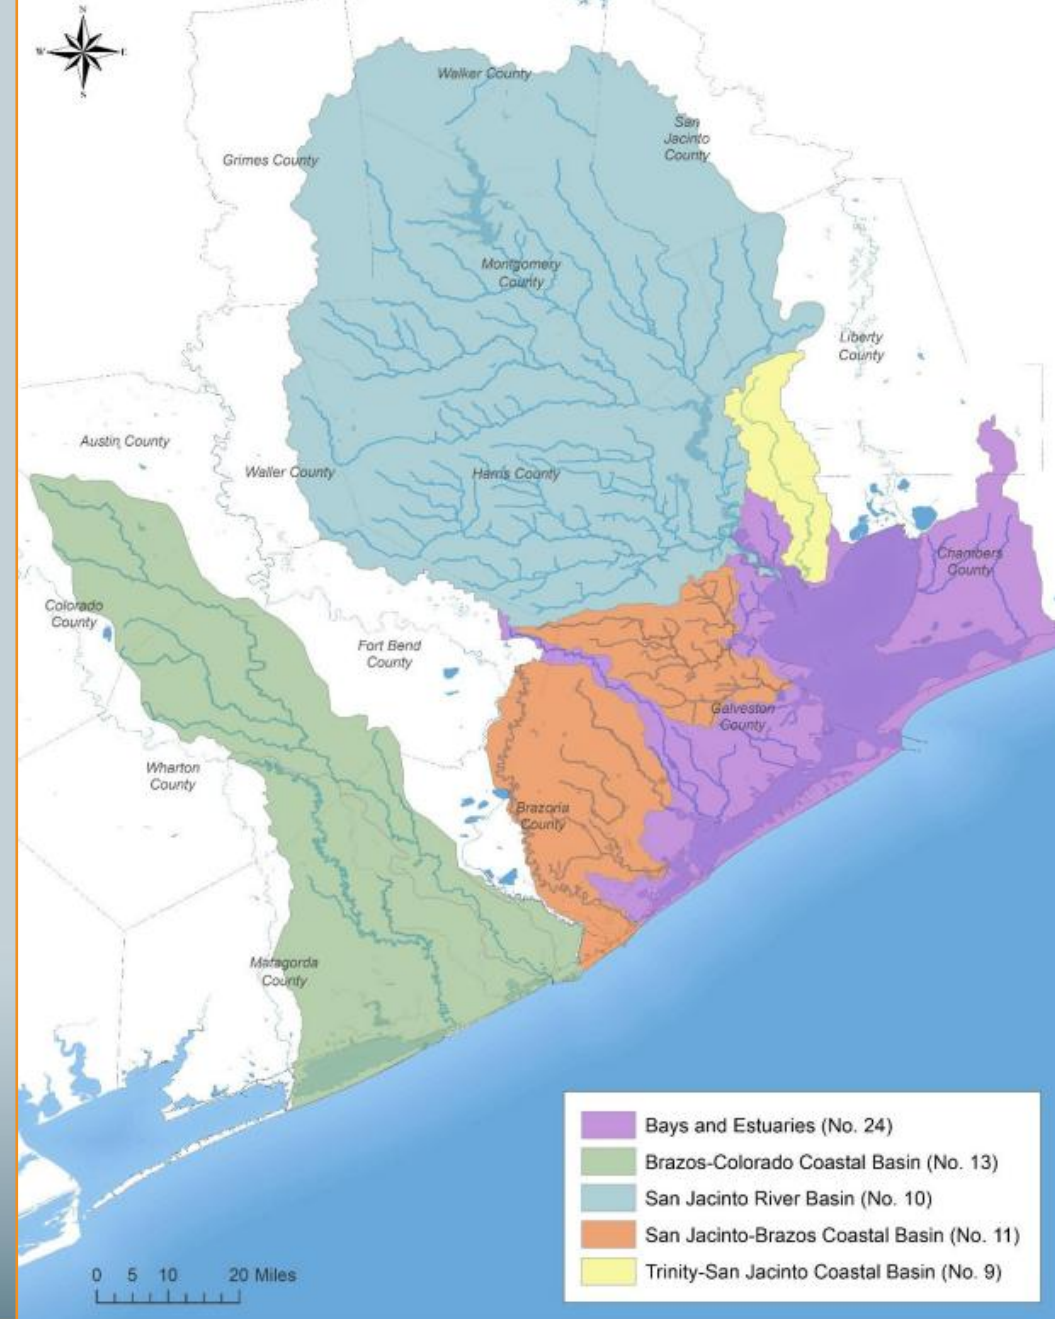 N
W E
S
Walker County
San
Jacinto
County
Grimes County
Montgomery
County
Liberty
County
Austin County
Waller County
Harris County
Chambers
County
Colorado
County
Fort Bend
County
Galveston
County
Wharton
County
Brazoria
County
Matagorda
County
Bays and Estuaries (No. 24)
Brazos-Colorado Coastal Basin (No. 13)
San Jacinto River Basin (No. 10)
San Jacinto-Brazos Coastal Basin (No. 11)
Trinity-San Jacinto Coastal Basin (No. 9)
0 5 10 20 Miles